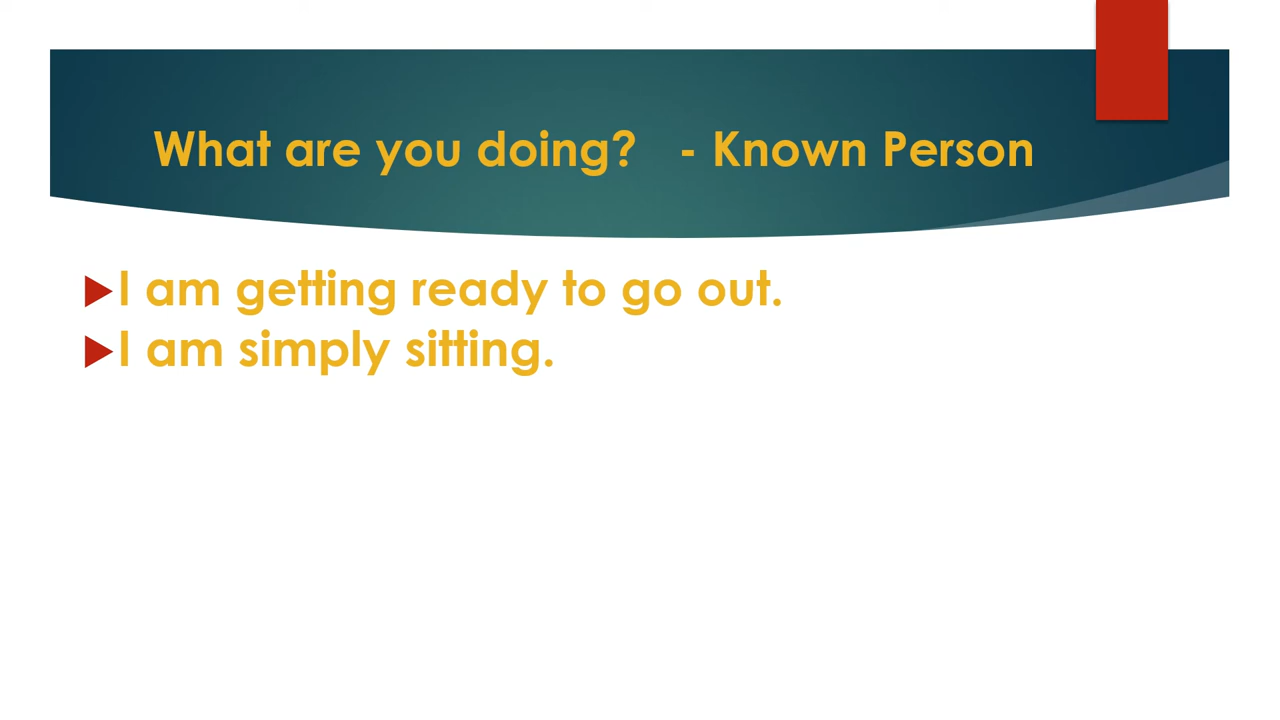 What are you doing? - Known Person
I am getting ready to go out.
I am simply sitting.